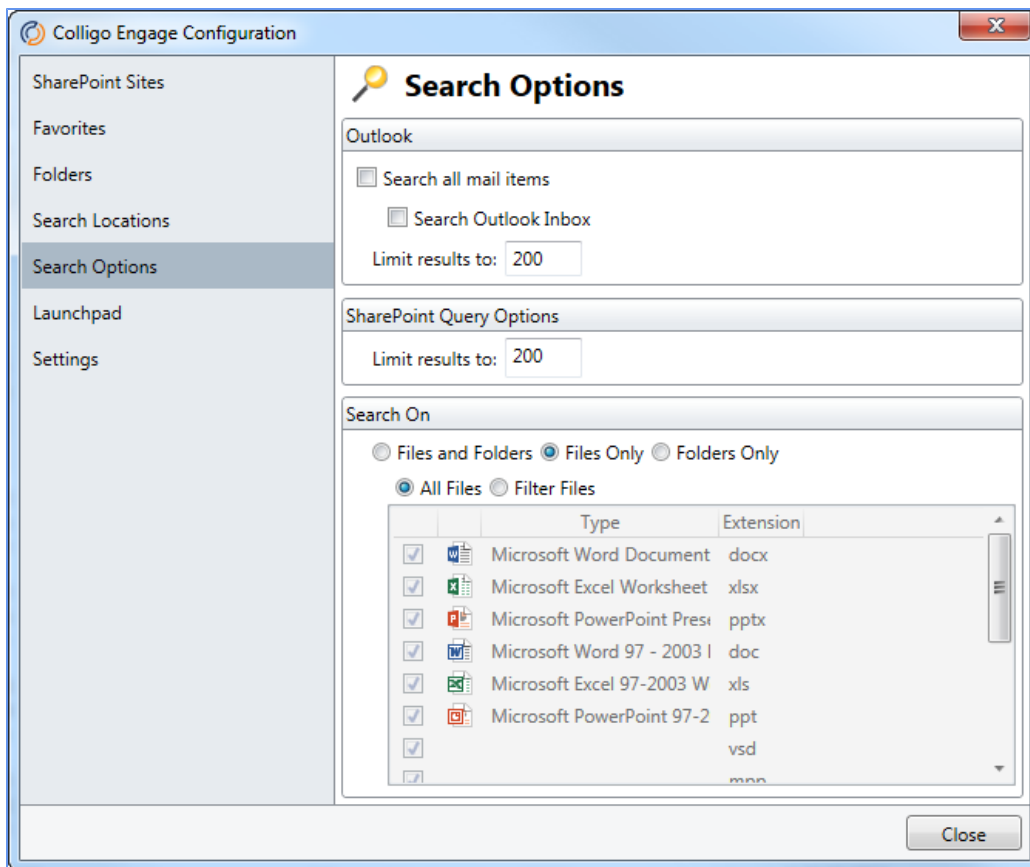 Colligo Engage Configuration
SharePoint Sites
Favorites
Folders
Search Locations
Search Options
Launchpad
Settings
Search Options
Outlook
Search all mail items
Search Outlook Inbox
Limit results to: 200
SharePoint Query Options
Limit results to: 200
Search On
Files and Folders Files Only Folders Only
All Files Filter Files
Type Extension
Microsoft Word Document docx
Microsoft Excel Worksheet xlsx
Microsoft PowerPoint Prese pptx
Microsoft Word 97 - 2003 doc
Microsoft Excel 97-2003 W xls
Microsoft PowerPoint 97-2 ppt
vsd
mpp
Close